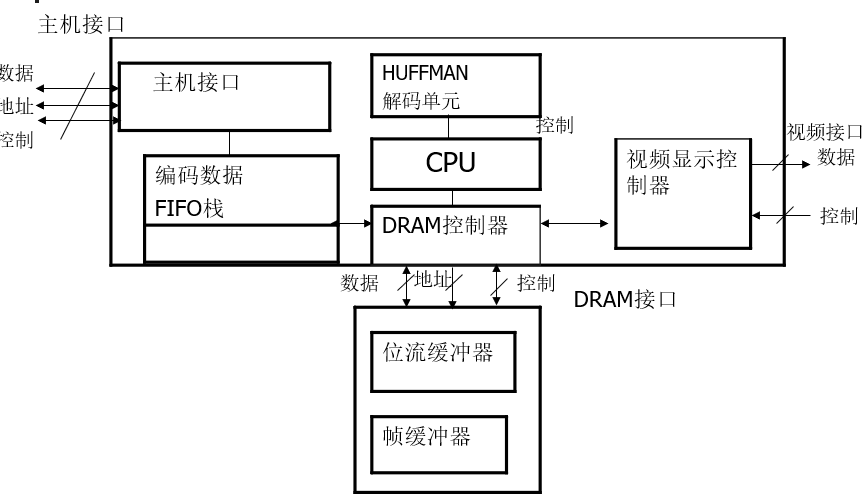 主机接口
数据
地址
控制
主机接口
HUFFMAN
解码单元
控制
编码数据
FIFO栈
CPU
DRAM控制器
视频显示控
制器
视频接口
数据
控制
数据
地址
控制
DRAM接口
位流缓冲器
帧缓冲器